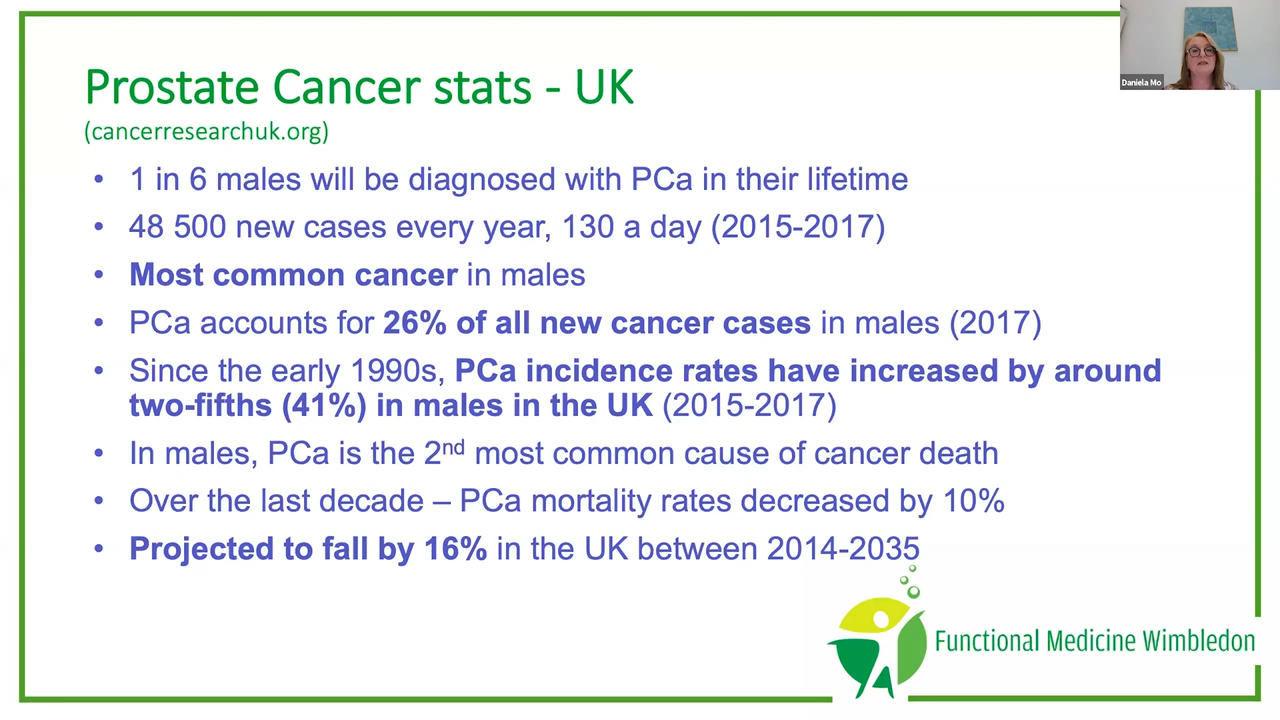 Prostate Cancer stats - UK
(cancerresearchuk.org)
• 1 in 6 males will be diagnosed with PCa in their lifetime
• 48 500 new cases every year, 130 a day (2015-2017)
• Most common cancer in males
• PCa accounts for 26% of all new cancer cases in males (2017)
• Since the early 1990s, PCa incidence rates have increased by around
two-fifths (41%) in males in the UK (2015-2017)
• In males, PCa is the 2nd most common cause of cancer death
• Over the last decade – PCa mortality rates decreased by 10%
• Projected to fall by 16% in the UK between 2014-2035
Functional Medicine Wimbledon
Daniela Mo